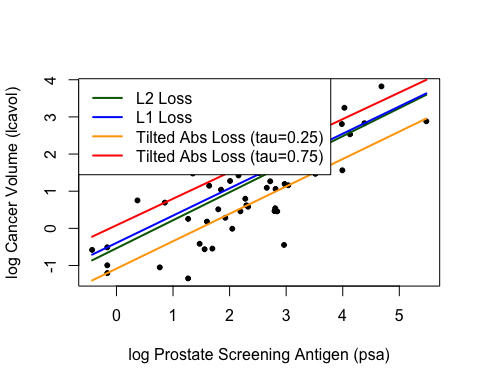 L2 Loss
L1 Loss
Tilted Abs Loss (tau=0.25)
Tilted Abs Loss (tau=0.75)
log Cancer Volume (lcavol)
4
3
2
1
0
-1
0 1 2 3 4 5
log Prostate Screening Antigen (psa)